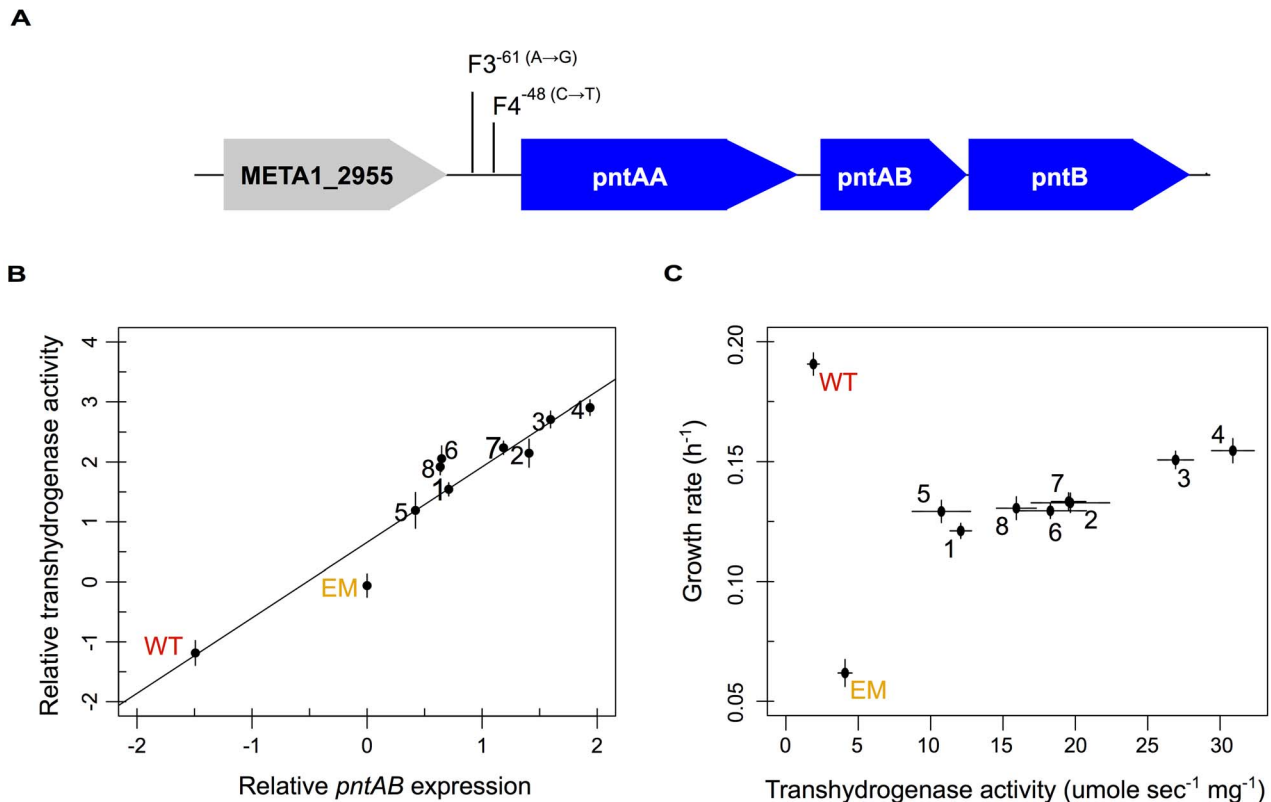 A
F3-61 (A→G)
F4-48 (C→T)
META1_2955
pntAA
pntAB
pntB
B
Relative transhydrogenase activity
4
3
2
1
0
-1
-2
WT
EM
5
1
8
6
7
2
3
4
-2
-1
0
1
2
Relative pntAB expression
C
Growth rate (h-1)
0.20
0.15
0.10
0.05
WT
EM
5
1
8
6
7
2
3
4
0
5
10
15
20
25
30
Transhydrogenase activity (umole sec-1 mg-1)